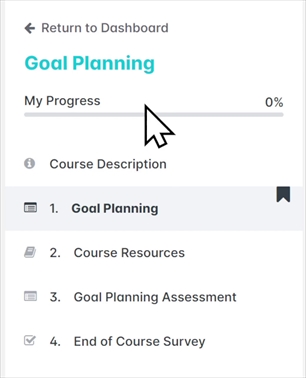 Return to Dashboard
Goal Planning
My Progress 0%
Course Description
1. Goal Planning
2. Course Resources
3. Goal Planning Assessment
4. End of Course Survey